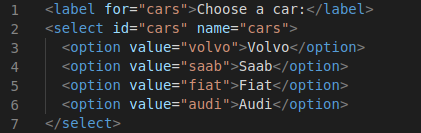 1 <label for="cars">Choose a car:</label>
2 <select id="cars" name="cars">
3   <option value="volvo">Volvo</option>
4   <option value="saab">Saab</option>
5   <option value="fiat">Fiat</option>
6   <option value="audi">Audi</option>
7 </select>